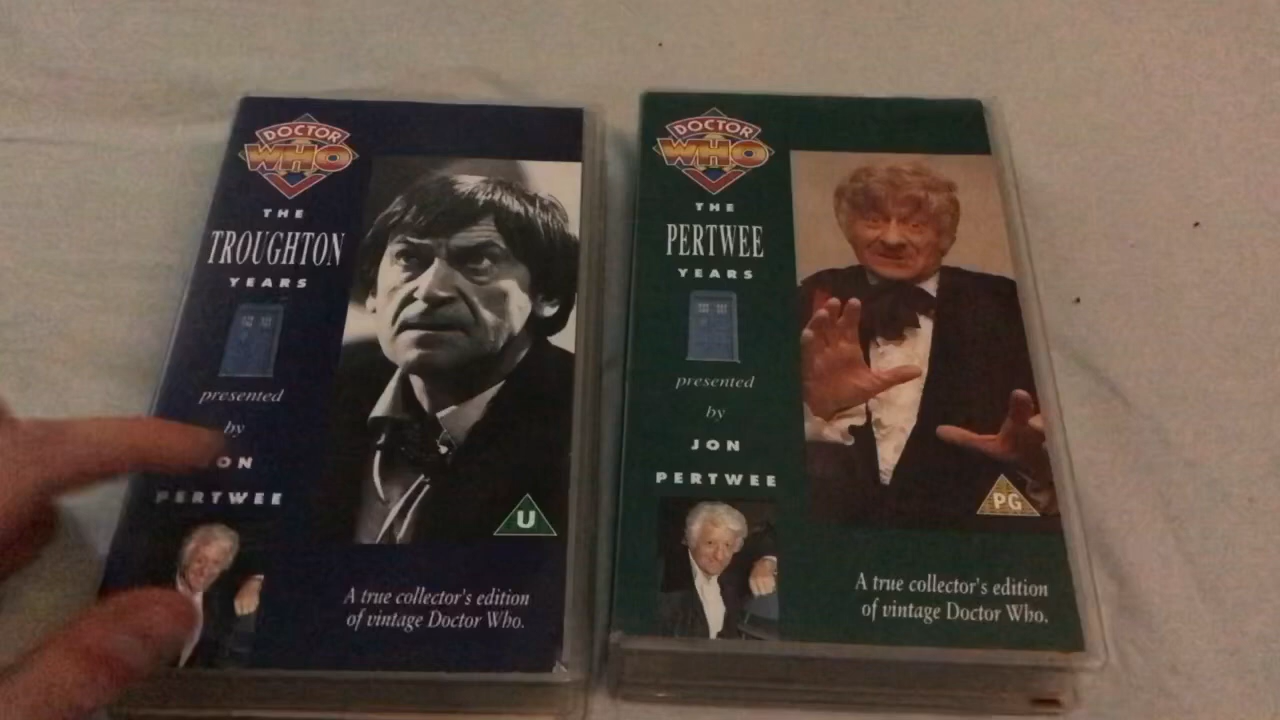 DOCTOR
WHO
THE
TROUGHTON
YEARS
presented
by
JON
PERTWEE
U
A true collector's edition
of vintage Doctor Who.
DOCTOR
WHO
THE
PERTWEE
YEARS
presented
by
JON
PERTWEE
PG
A true collector's edition
of vintage Doctor Who.